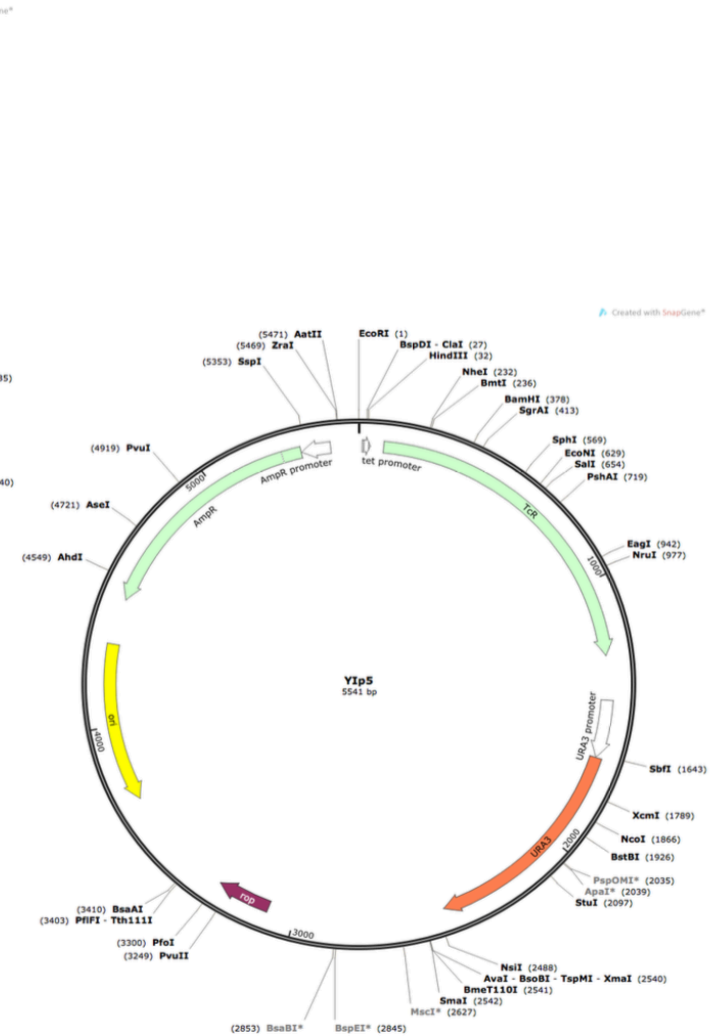 ne®
Created with SnapGene®
35)
40)
(5471) AatII
(5469) ZraI
(5353) SspI
EcoRI (1)
BspDI - ClaI (27)
HindIII (32)
NheI (232)
BmtI (236)
BamHI (378)
SgrAI (413)
SphI (569)
EcoNI (629)
SalI (654)
PshAI (719)
EagI (942)
NruI (977)
(4919) PvuI
(4721) AseI
(4549) AhdI
AmpR promoter
tet promoter
5000
AmpR
TcR
1000
YIp5
5541 bp
ori
4000
URA3 promoter
SbfI (1643)
XcmI (1789)
NcoI (1866)
BstBI (1926)
2000
URA3
PspOMI* (2035)
ApaI* (2039)
StuI (2097)
rop
3000
(3410) BsaAI
(3403) PflFI - Tth111I
(3300) PfoI
(3249) PvuII
NsiI (2488)
AvaI - BsoBI - TspMI - XmaI (2540)
BmeT110I (2541)
SmaI (2542)
MscI* (2627)
(2853) BsaBI*
BspEI* (2845)